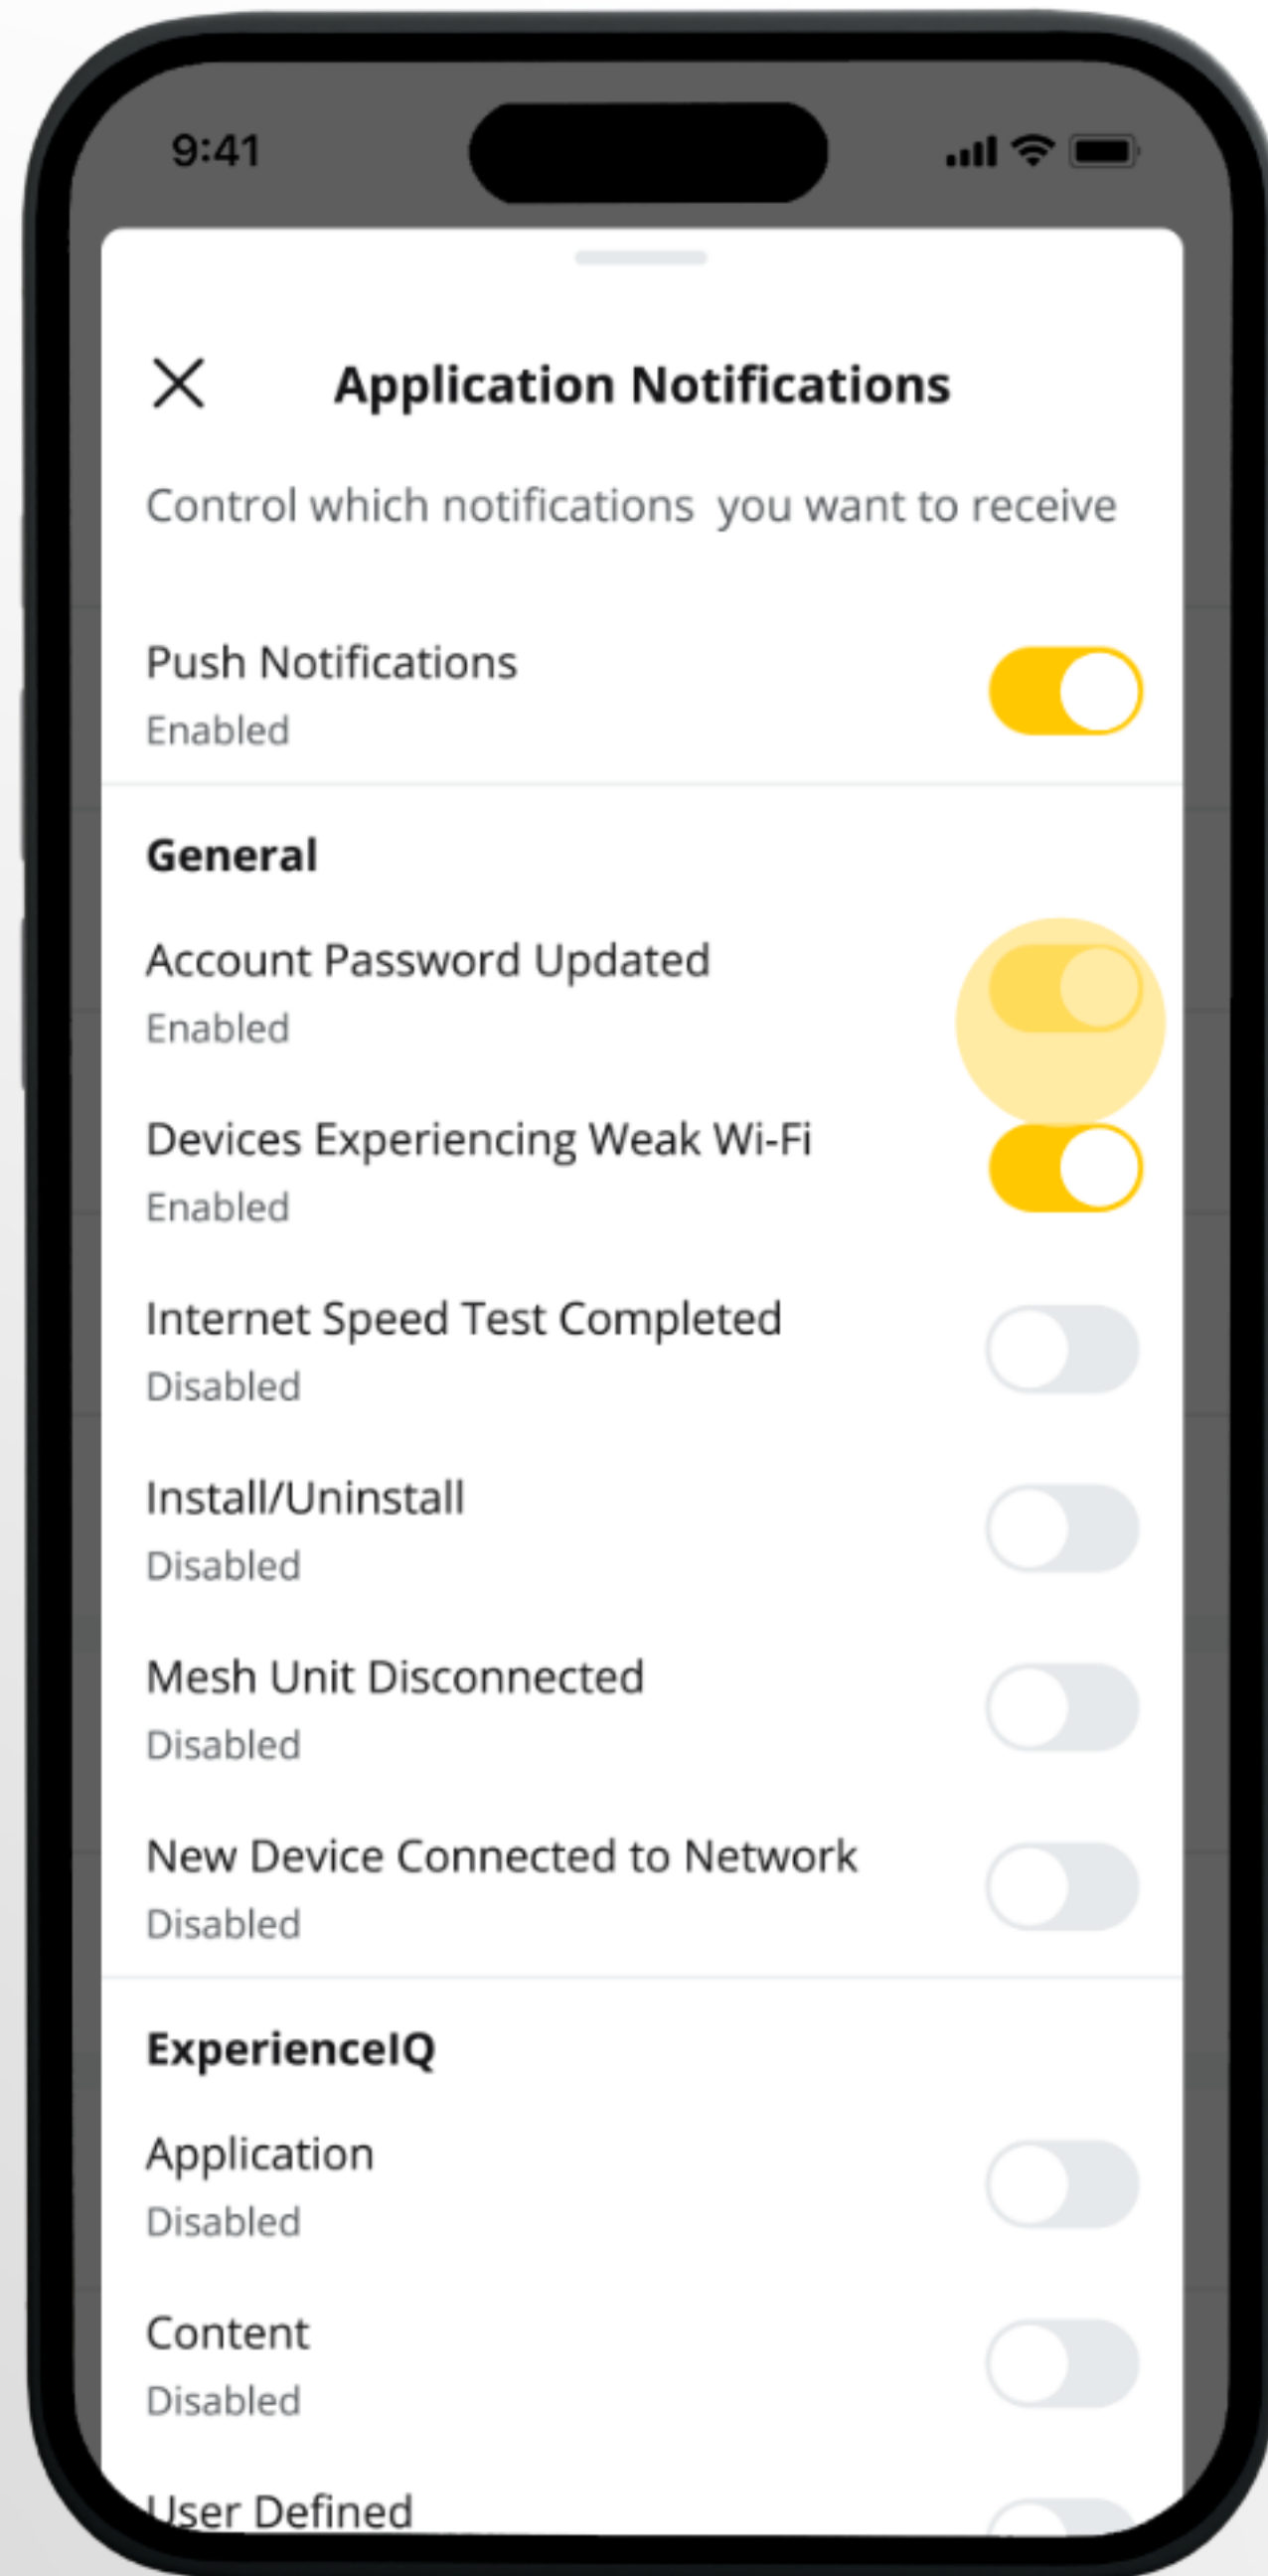 9:41
Application Notifications
Control which notifications you want to receive
Push Notifications
Enabled
General
Account Password Updated
Enabled
Devices Experiencing Weak Wi-Fi
Enabled
Internet Speed Test Completed
Disabled
Install/Uninstall
Disabled
Mesh Unit Disconnected
Disabled
New Device Connected to Network
Disabled
ExperienceIQ
Application
Disabled
Content
Disabled
User Defined